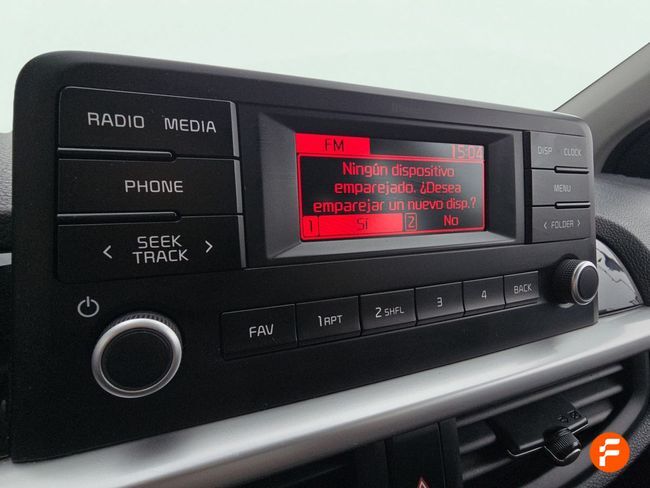 RADIO MEDIA
PHONE
< SEEK >
TRACK
FM 15:04
Ningún dispositivo
emparejado. ¿Desea
emparejar un nuevo disp.?
1 Sí 2 No
DISP CLOCK
MENU
< FOLDER >
FAV 1 RPT 2 SHFL 3 4 BACK